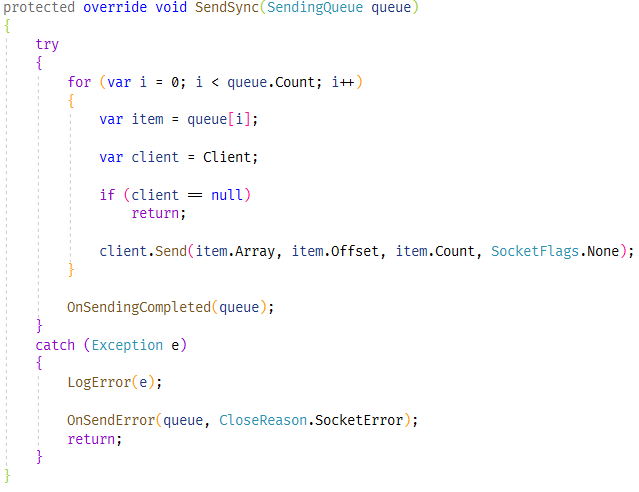 protected override void SendSync(SendingQueue queue)
{
    try
    {
        for (var i = 0; i < queue.Count; i++)
        {
            var item = queue[i];

            var client = Client;

            if (client == null)
                return;

            client.Send(item.Array, item.Offset, item.Count, SocketFlags.None);
        }

        OnSendingCompleted(queue);
    }
    catch (Exception e)
    {
        LogError(e);

        OnSendError(queue, CloseReason.SocketError);
        return;
    }
}